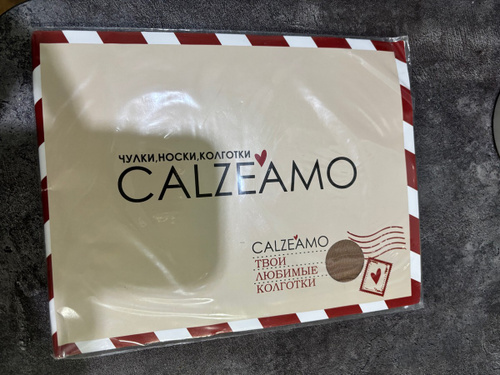 ЧУЛКИ,НОСКИ,КОЛГОТКИ
CALZEAMO
CALZEAMO
ТВОИ
ЛЮБИМЫЕ
КОЛГОТКИ